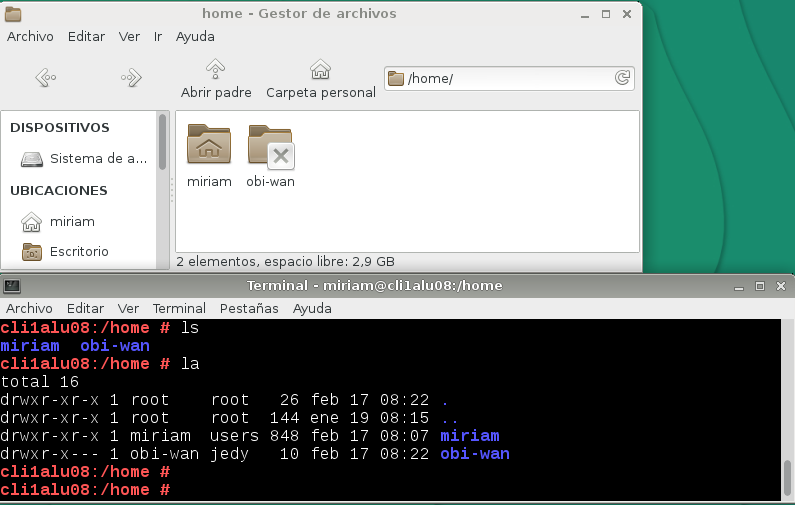 home - Gestor de archivos
Archivo Editar Ver Ir Ayuda
Abrir padre Carpeta personal /home/
DISPOSITIVOS
Sistema de a...
UBICACIONES
miriam
Escritorio
miriam obi-wan
2 elementos, espacio libre: 2,9 GB
Terminal - miriam@cli1alu08:/home
Archivo Editar Ver Terminal Pestañas Ayuda
cli1alu08:/home # ls
miriam  obi-wan
cli1alu08:/home # la
total 16
drwxr-xr-x 1 root    root   26 feb 17 08:22 .
drwxr-xr-x 1 root    root  144 ene 19 08:15 ..
drwxr-xr-x 1 miriam  users 848 feb 17 08:07 miriam
drwxr-x--- 1 obi-wan jedy   10 feb 17 08:22 obi-wan
cli1alu08:/home #
cli1alu08:/home #